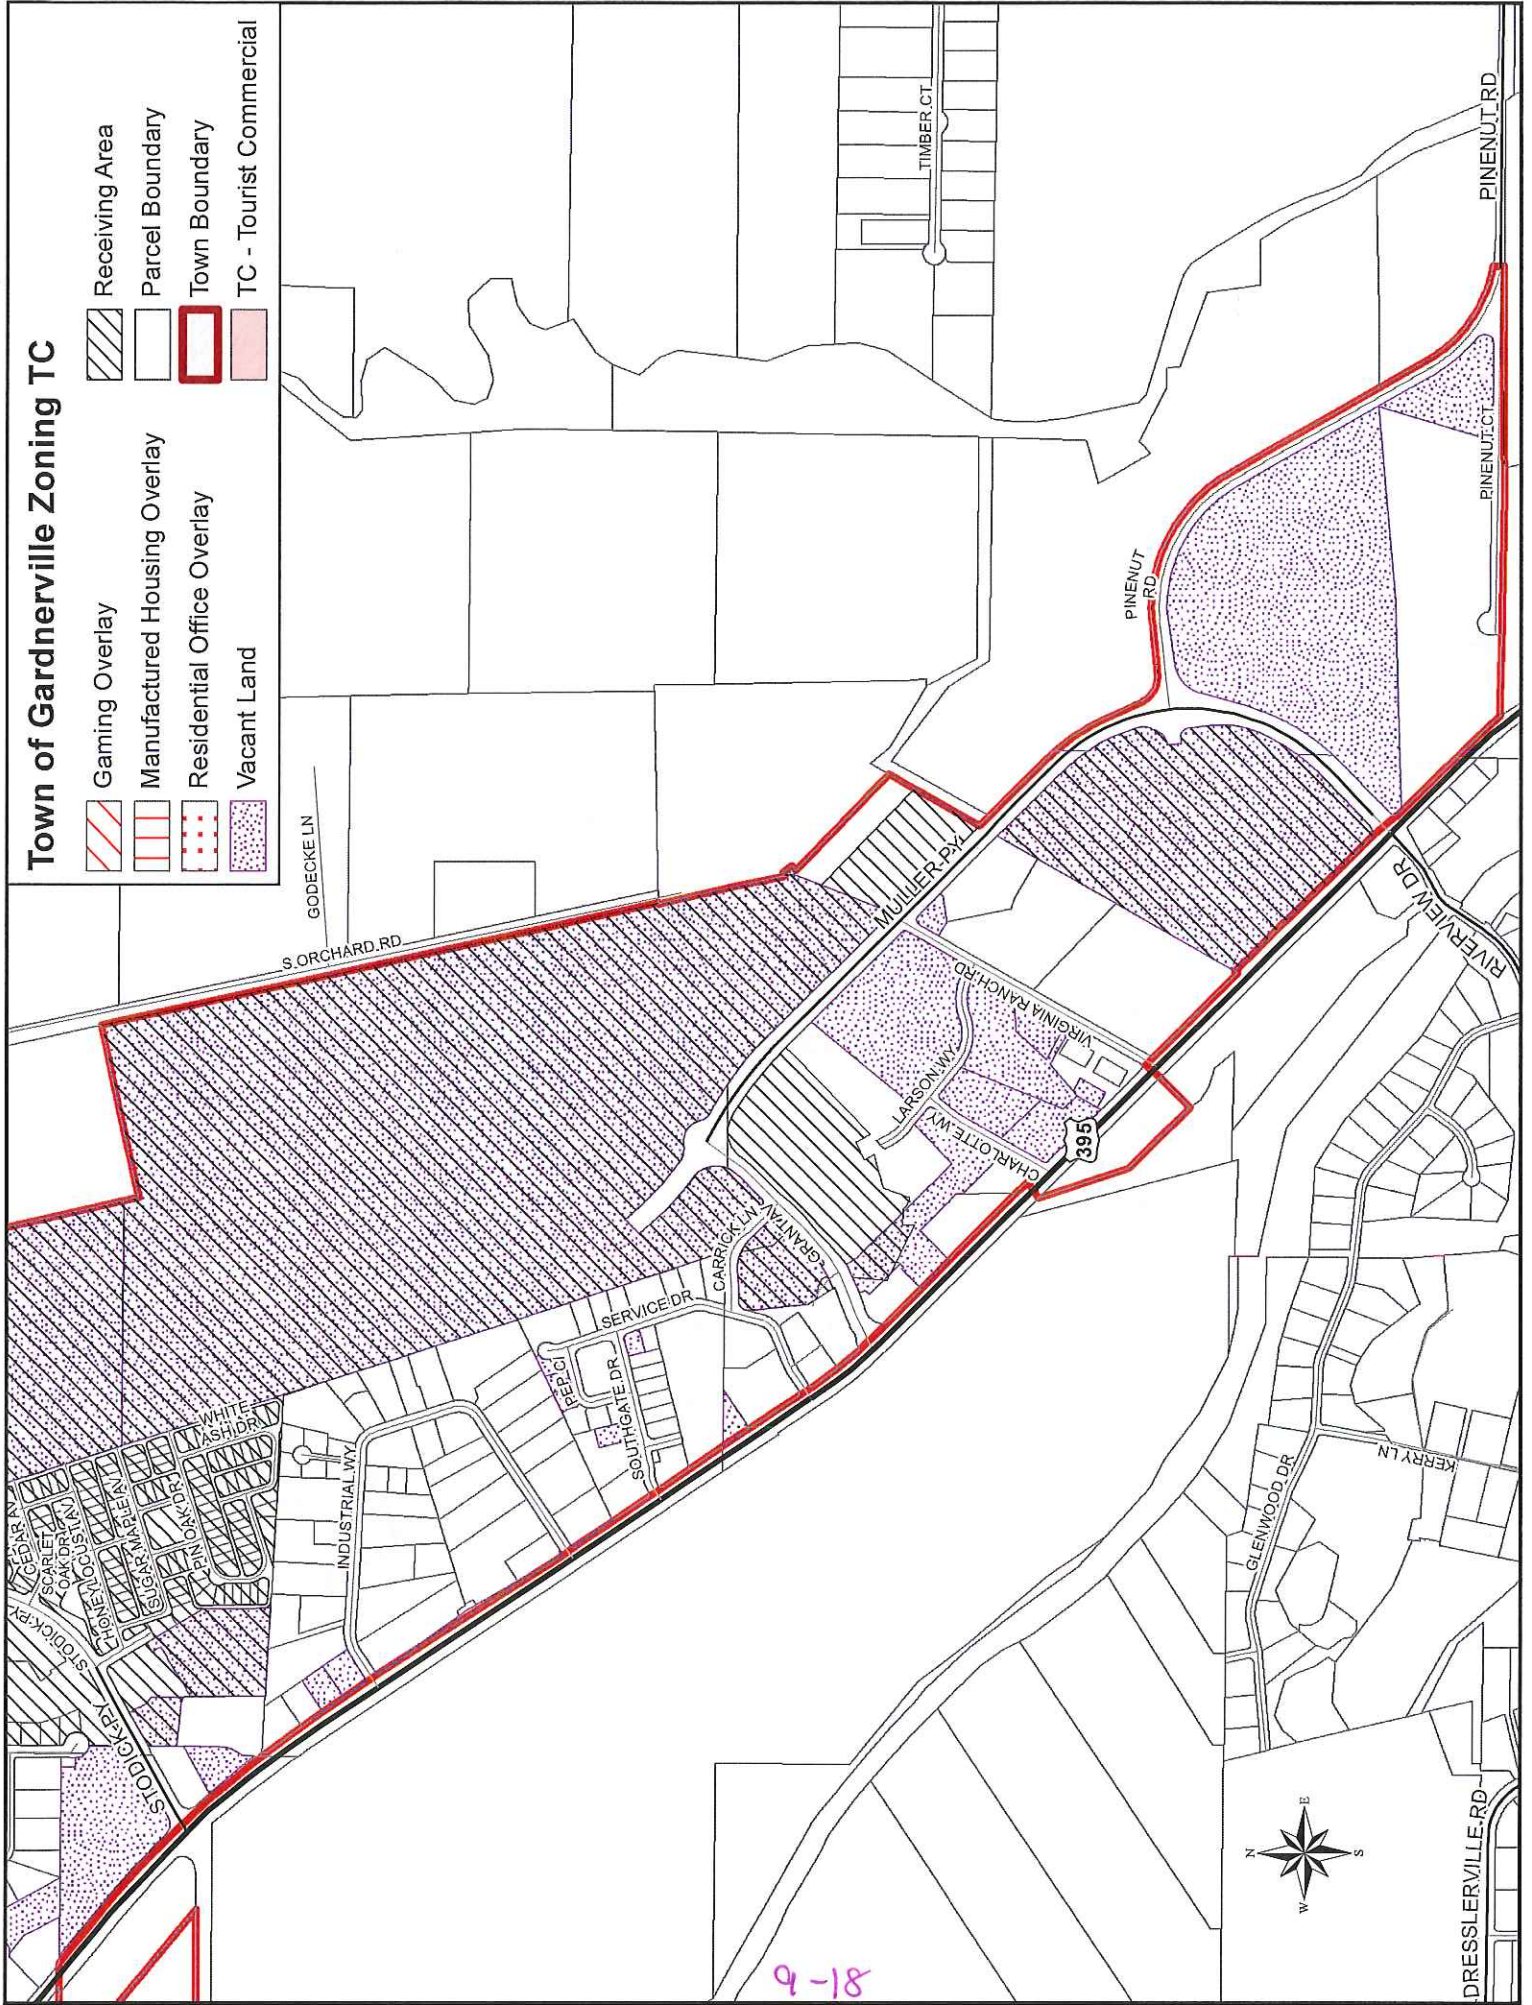 Town of Gardnerville Zoning TC
Gaming Overlay
Manufactured Housing Overlay
Residential Office Overlay
Vacant Land
Receiving Area
Parcel Boundary
Town Boundary
TC - Tourist Commercial
GODECKE LN
S ORCHARD RD
TIMBER CT
PINENUT RD
PINENUT
RD
PINENUT CT
MULLER PY
VIRGINIA RANCH RD
LARSON WY
CHARLOTTE WY
395
RIVERVIEW DR
GRANT AV
CARRICK LN
SERVICE DR
PEP CI
SOUTHGATE DR
INDUSTRIAL WY
WHITE
ASH DR
CEDAR AV
SCARLET
OAK DR
HONEYLOCUST AV
SUGAR MAPLE AV
PIN OAK DR
STODICK PY
STODICK PY
GLENWOOD DR
KERRY LN
DRESSLERVILLE RD
N
E
S
W
9-18